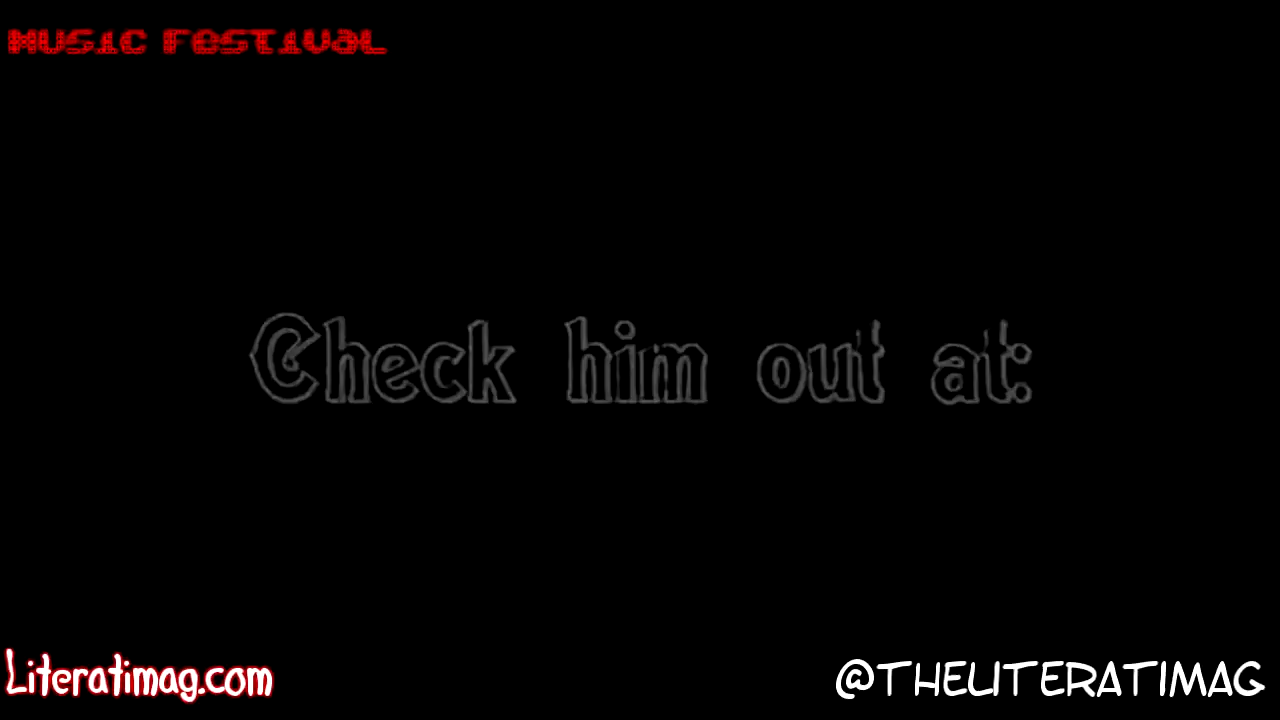 MUSIC FESTIVAL
Check him out at:
Literatimag.com
@THELITERATIMAG